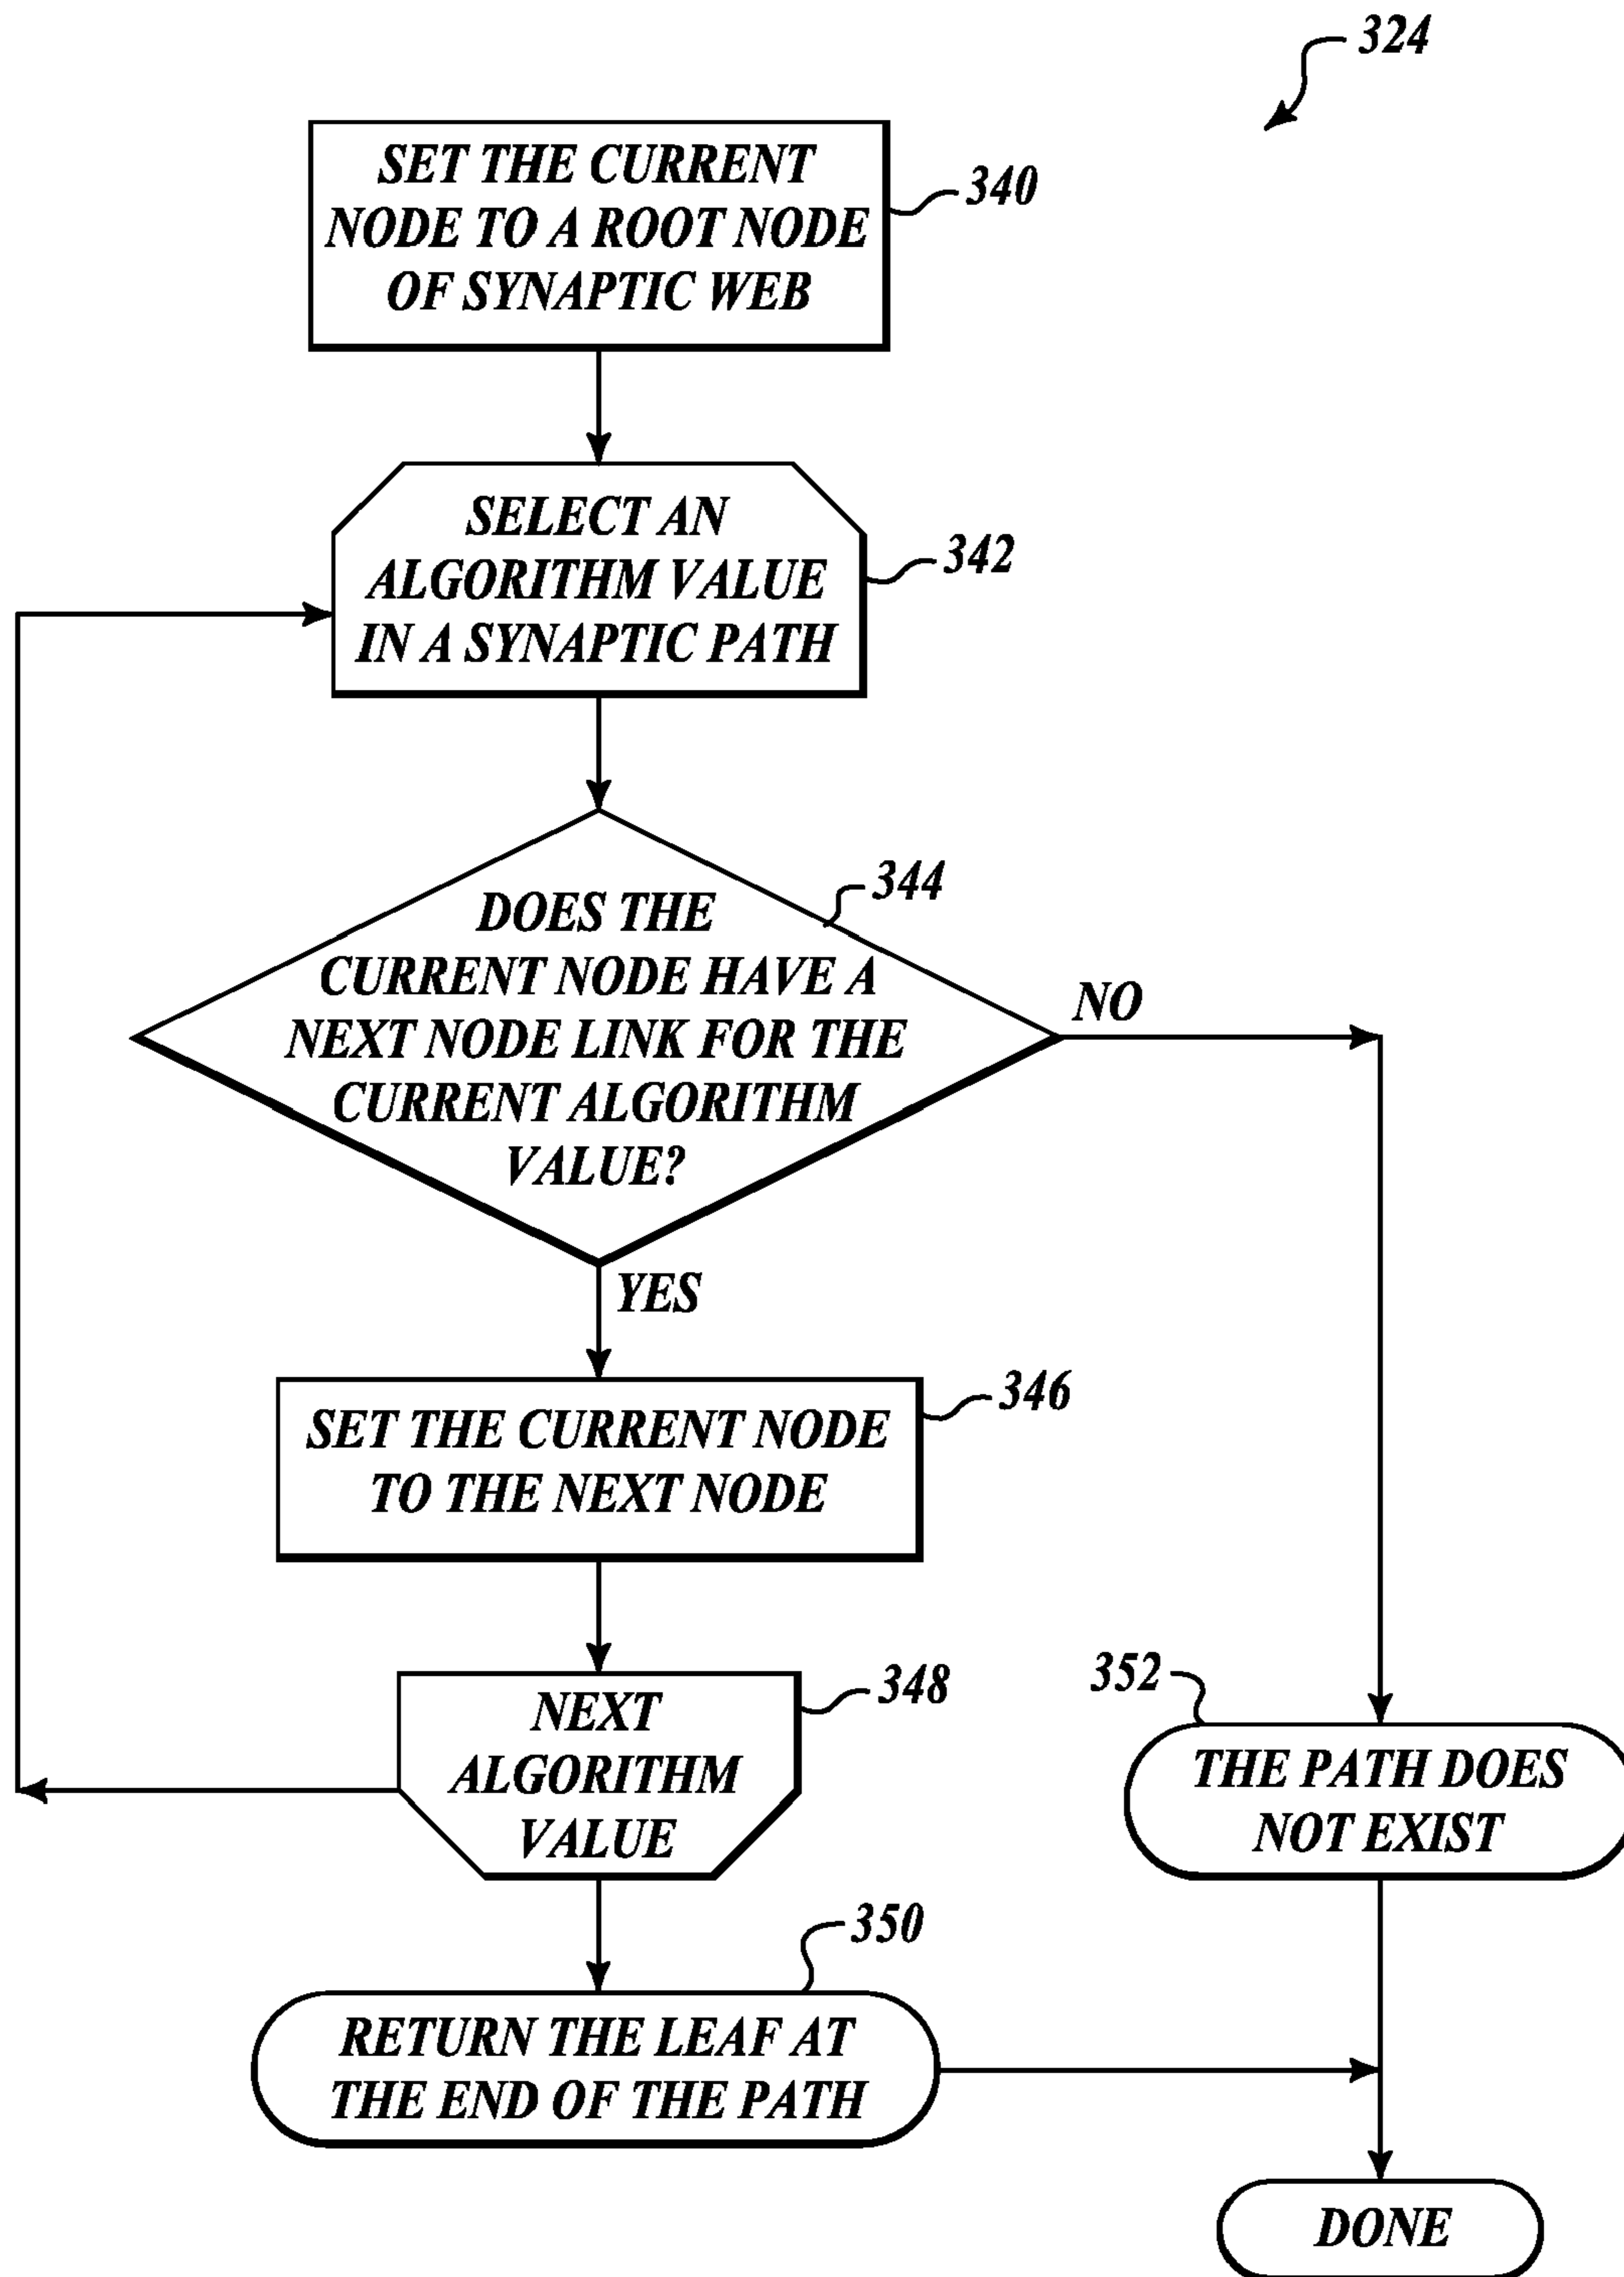 324
SET THE CURRENT
NODE TO A ROOT NODE
OF SYNAPTIC WEB
340
SELECT AN
ALGORITHM VALUE
IN A SYNAPTIC PATH
342
344
DOES THE
CURRENT NODE HAVE A
NEXT NODE LINK FOR THE
CURRENT ALGORITHM
VALUE?
NO
YES
346
SET THE CURRENT NODE
TO THE NEXT NODE
348
NEXT
ALGORITHM
VALUE
352
THE PATH DOES
NOT EXIST
350
RETURN THE LEAF AT
THE END OF THE PATH
DONE